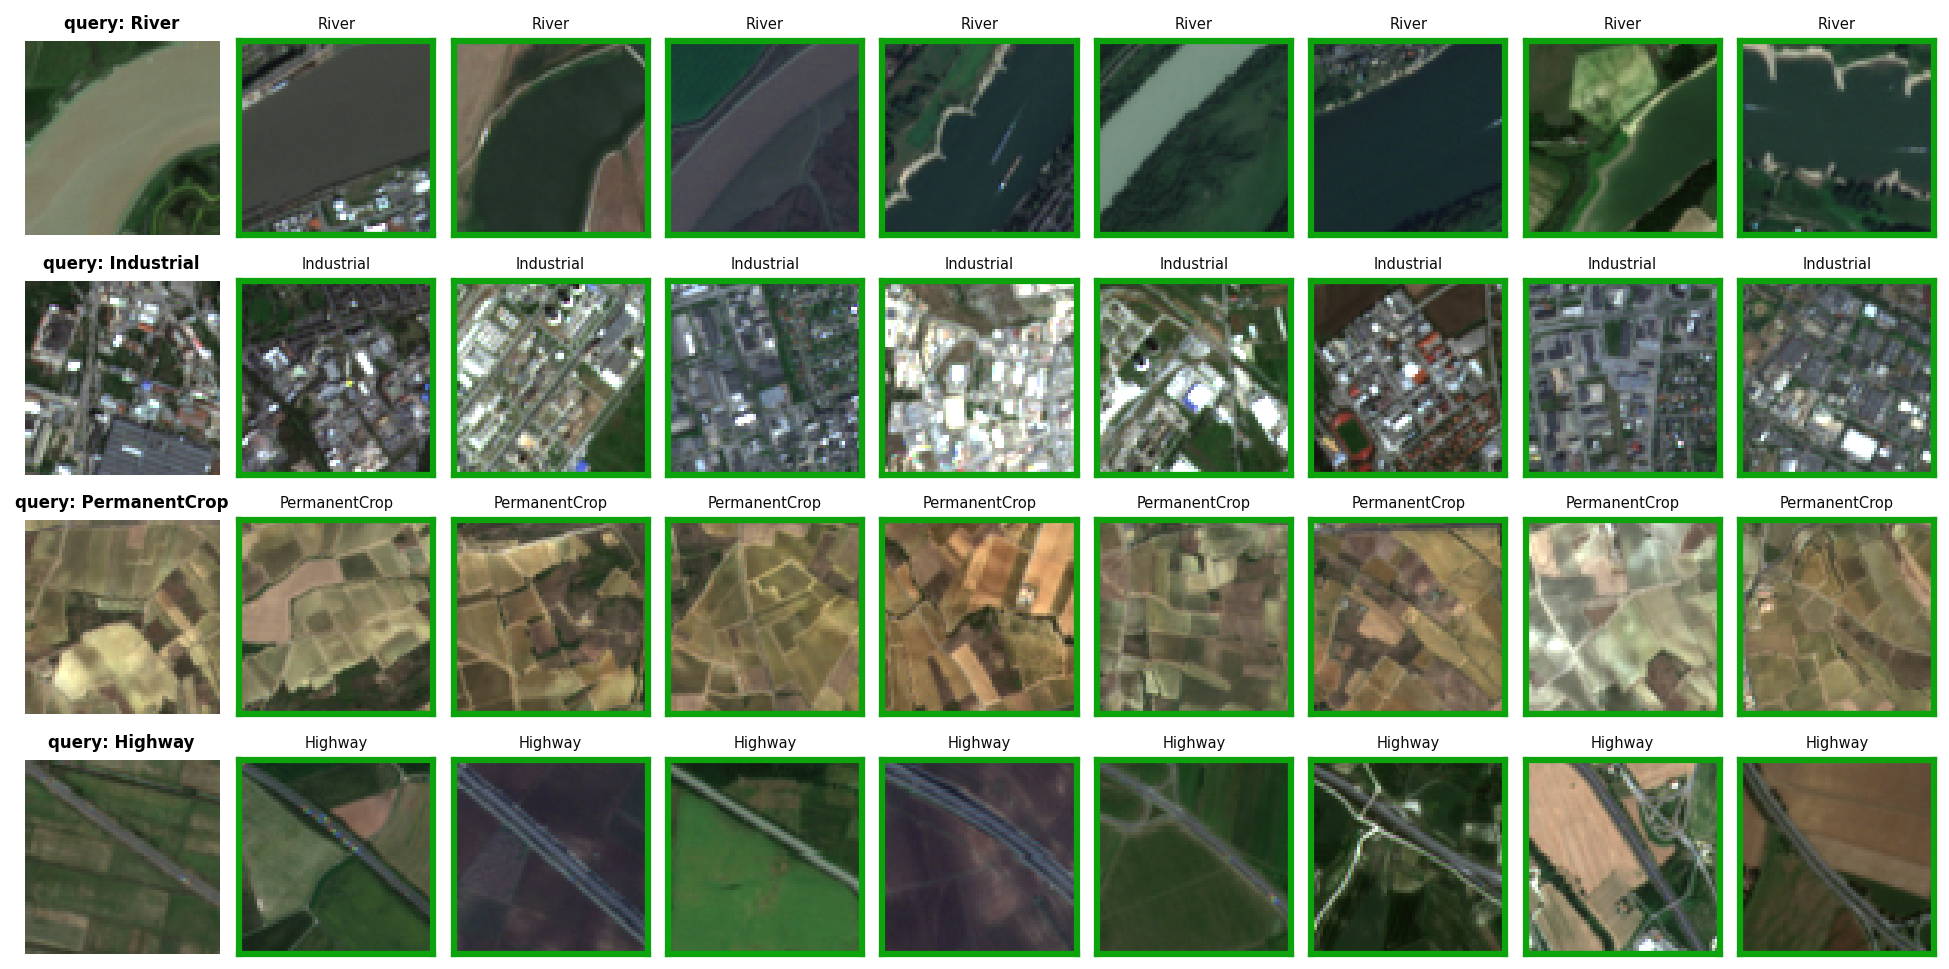 query: River River River River River River River River River
query: Industrial Industrial Industrial Industrial Industrial Industrial Industrial Industrial Industrial
query: PermanentCrop PermanentCrop PermanentCrop PermanentCrop PermanentCrop PermanentCrop PermanentCrop PermanentCrop PermanentCrop
query: Highway Highway Highway Highway Highway Highway Highway Highway Highway